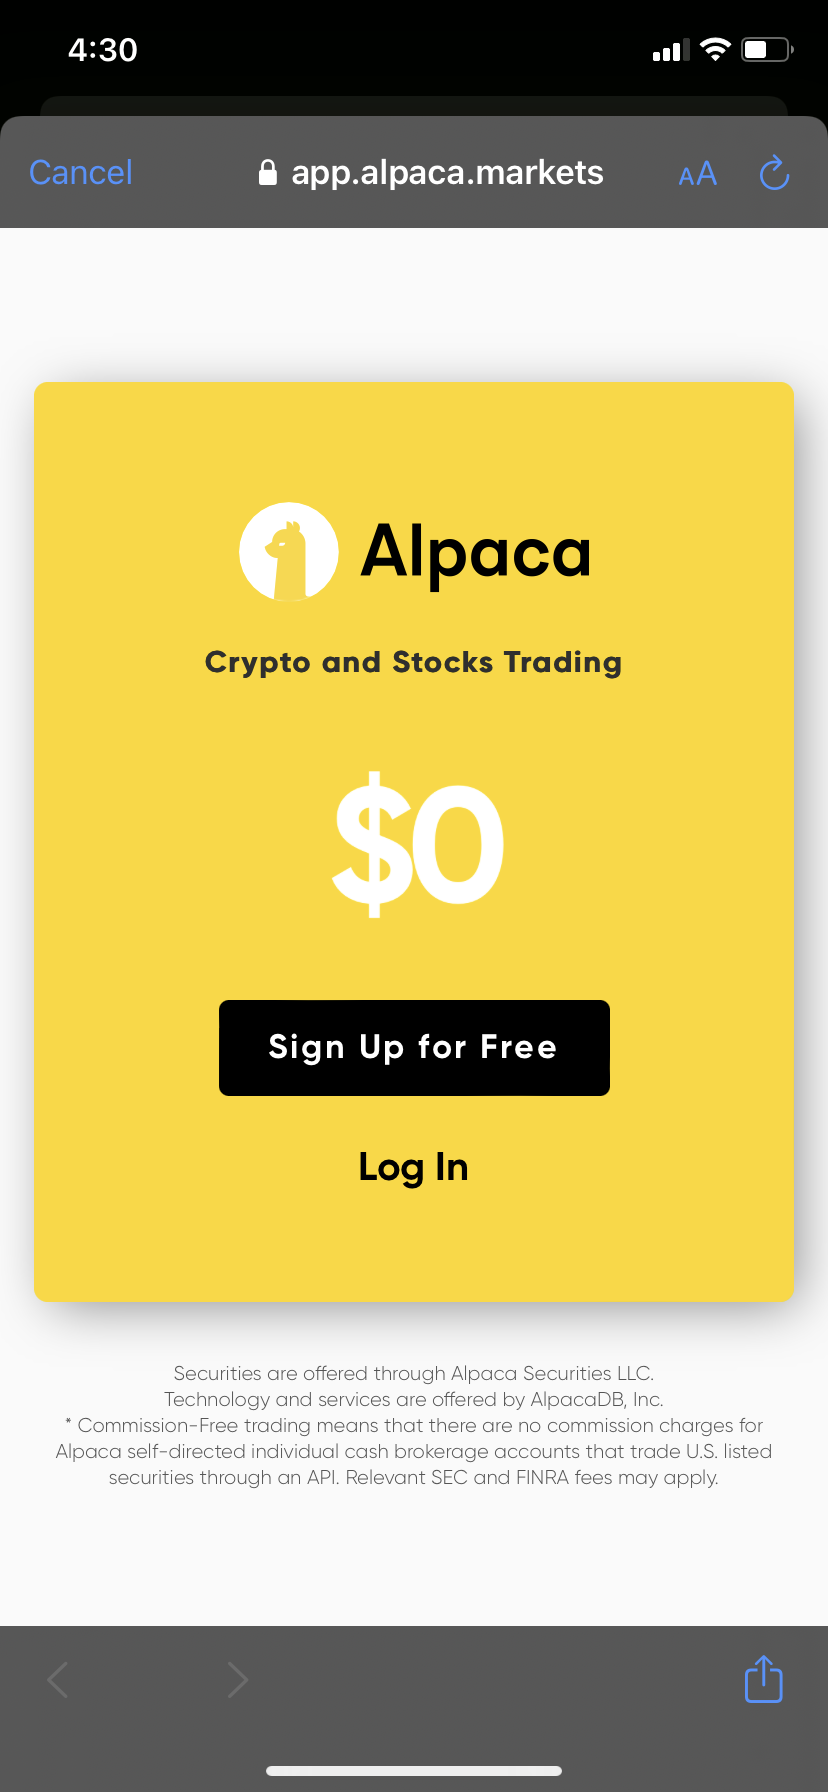 4:30
Cancel
app.alpaca.markets
AA
Alpaca
Crypto and Stocks Trading
$0
Sign Up for Free
Log In
Securities are offered through Alpaca Securities LLC.
Technology and services are offered by AlpacaDB, Inc.
* Commission-Free trading means that there are no commission charges for
Alpaca self-directed individual cash brokerage accounts that trade U.S. listed
securities through an API. Relevant SEC and FINRA fees may apply.